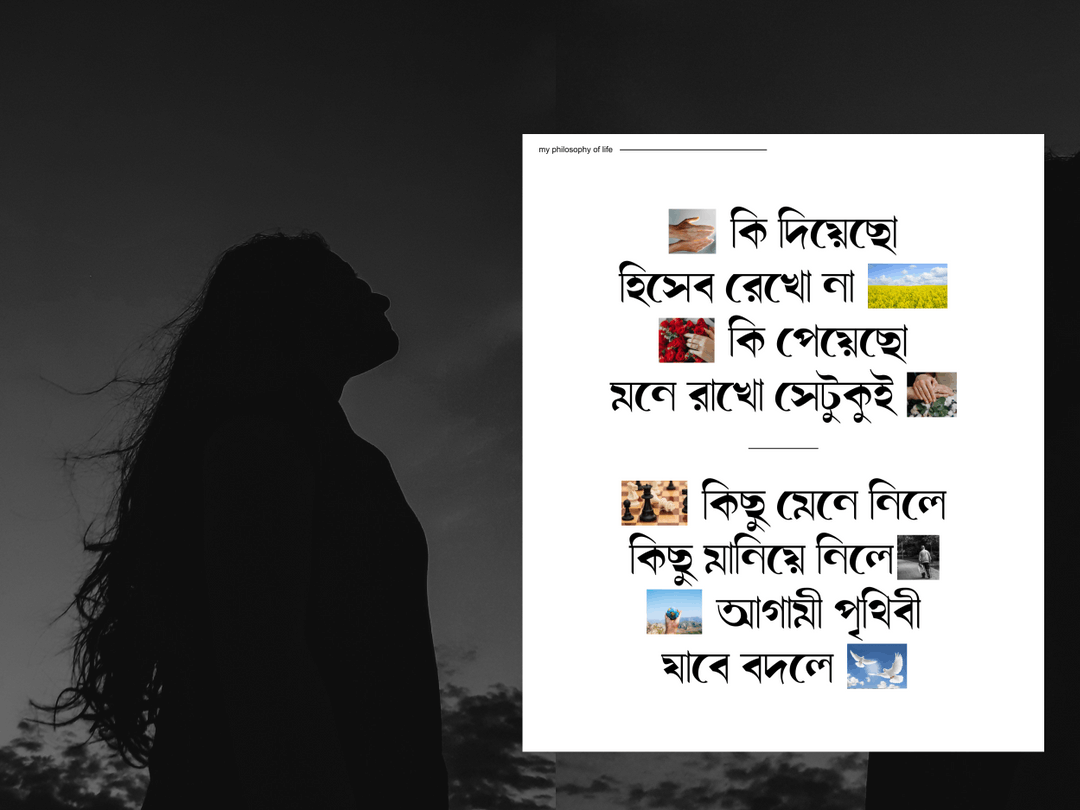 my philosophy of life
কি দিয়েছো
হিসেব রেখো না
কি পেয়েছো
মনে রাখো সেটুকুই
কিছু মেনে নিলে
কিছু মানিয়ে নিলে
আগামী পৃথিবী
যাবে বদলে